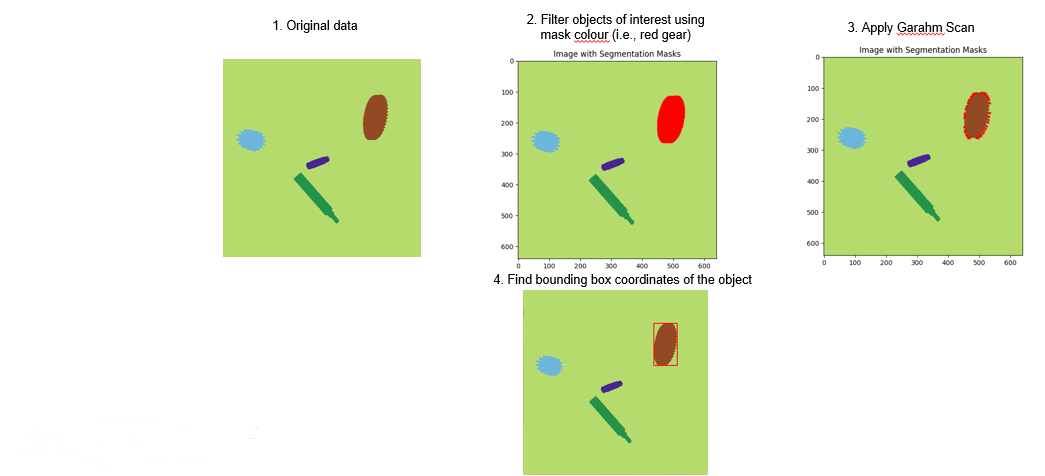 1. Original data
2. Filter objects of interest using
mask colour (i.e., red gear)
Image with Segmentation Masks
0
100
200
300
400
500
600
0 100 200 300 400 500 600
3. Apply Garahm Scan
Image with Segmentation Masks
0
100
200
300
400
500
600
0 100 200 300 400 500 600
4. Find bounding box coordinates of the object